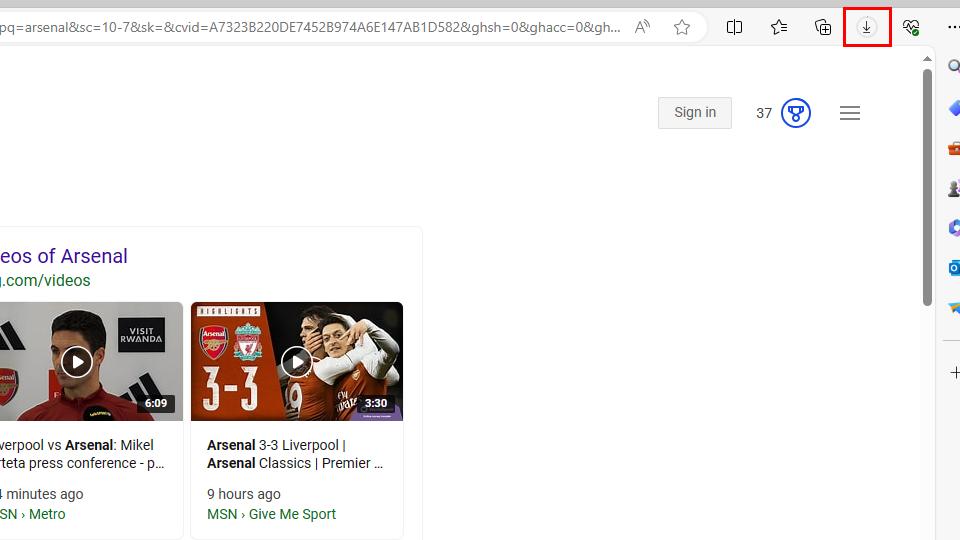 pq=arsenal&sc=10-7&sk=&cvid=A7323B220DE7452B974A6E147AB1D582&ghsh=0&ghacc=0&gh...
Sign in
37
eos of Arsenal
g.com/videos
VISIT
RWANDA
6:09
HIGHLIGHTS
Arsenal
3-3
9
3:30
verpool vs Arsenal: Mikel
rteta press conference - p...
4 minutes ago
SN › Metro
Arsenal 3-3 Liverpool |
Arsenal Classics | Premier ...
9 hours ago
MSN › Give Me Sport